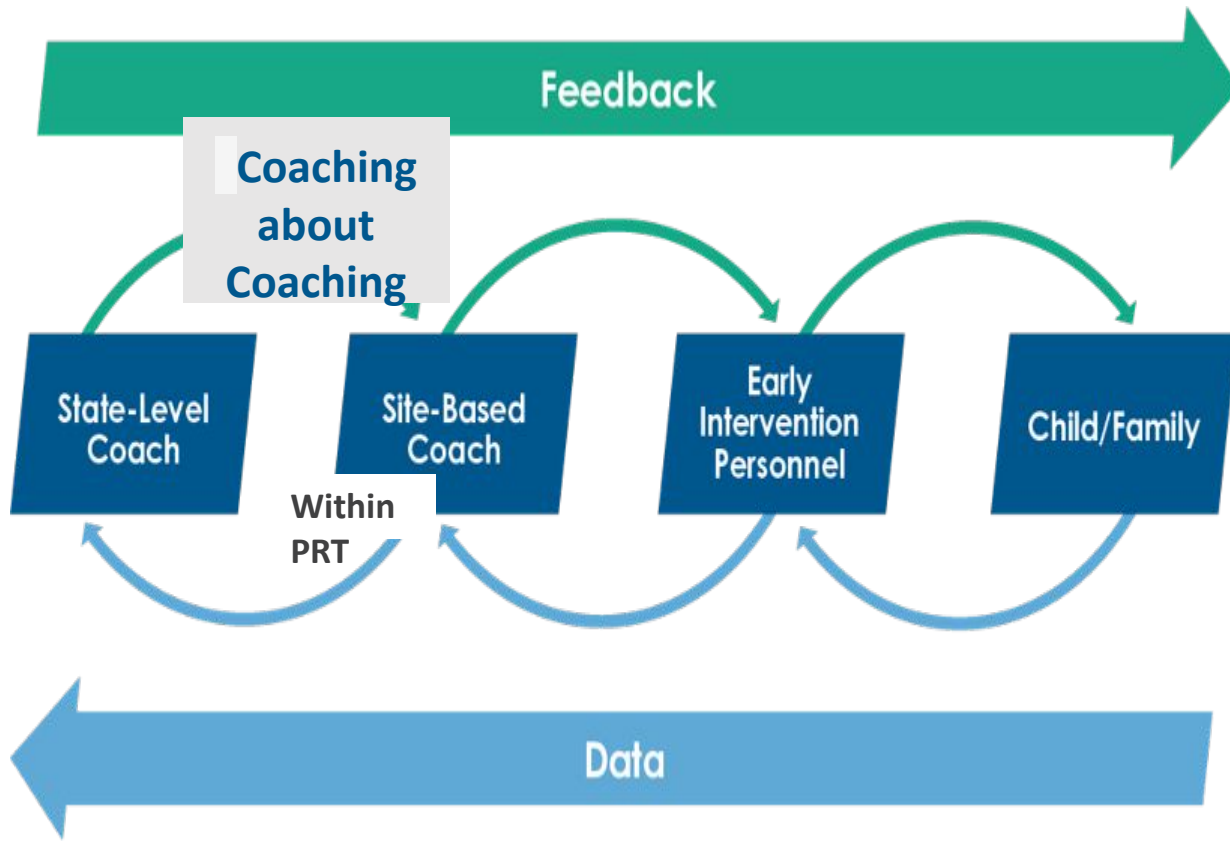 Feedback
Coaching
about
Coaching
State-Level
Coach
Site-Based
Coach
Early
Intervention
Personnel
Child/Family
Within
PRT
Data